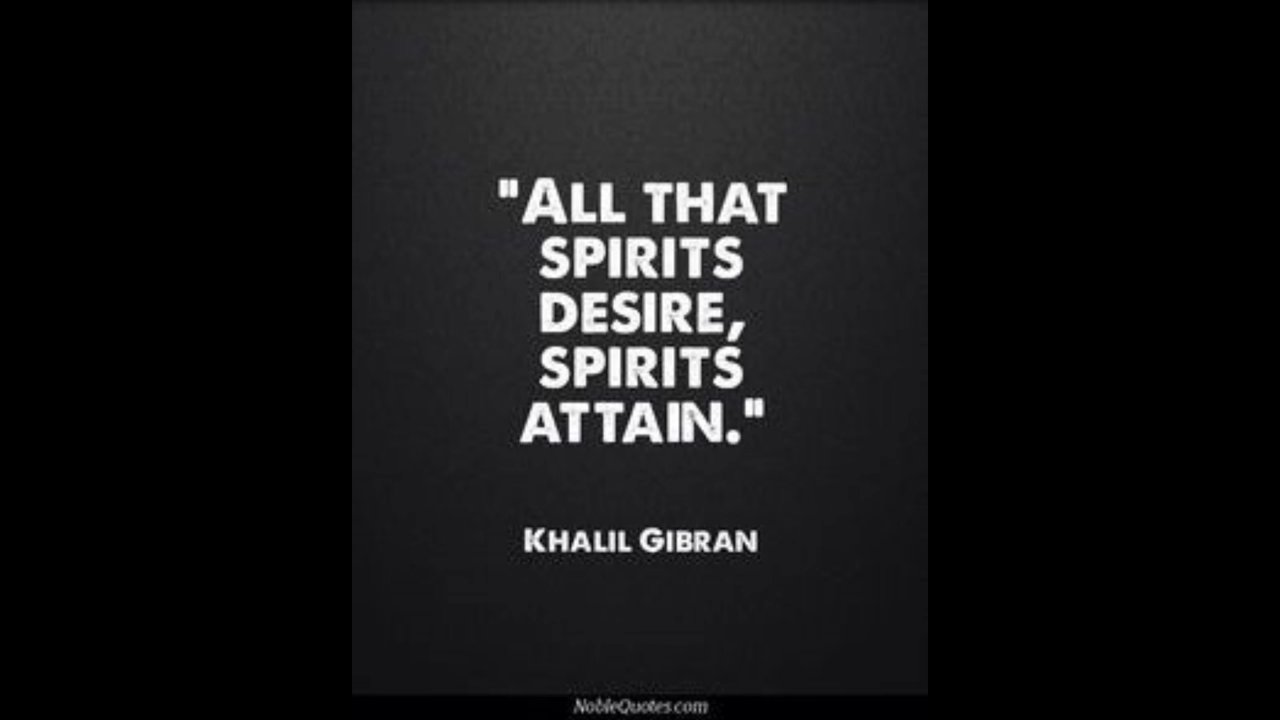 "ALL THAT
SPIRITS
DESIRE,
SPIRITS
ATTAIN."
KHALIL GIBRAN
NobleQuotes.com